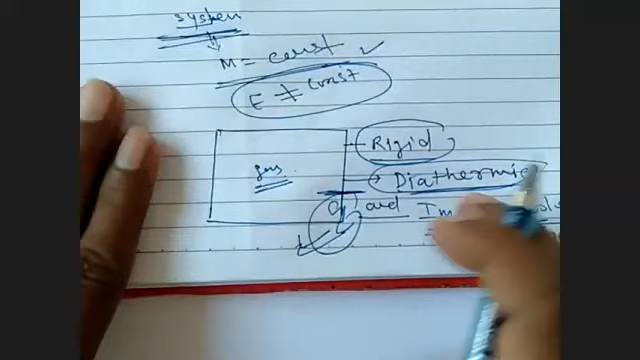 system
M = const ✓
E ≠ const
Rigid
gas
Diathermic
Q and